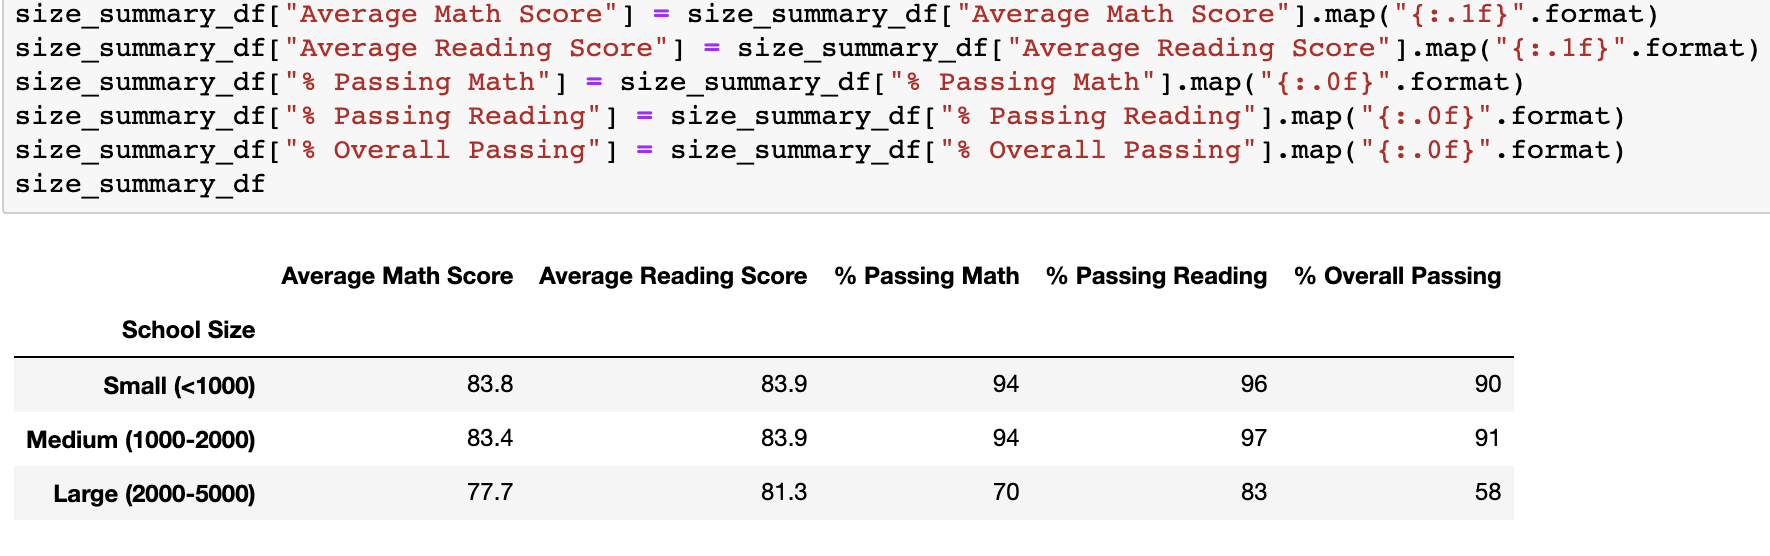 size_summary_df["Average Math Score"] = size_summary_df["Average Math Score"].map("{:.1f}".format)
size_summary_df["Average Reading Score"] = size_summary_df["Average Reading Score"].map("{:.1f}".format)
size_summary_df["% Passing Math"] = size_summary_df["% Passing Math"].map("{:.0f}".format)
size_summary_df["% Passing Reading"] = size_summary_df["% Passing Reading"].map("{:.0f}".format)
size_summary_df["% Overall Passing"] = size_summary_df["% Overall Passing"].map("{:.0f}".format)
size_summary_df
Average Math Score Average Reading Score % Passing Math % Passing Reading % Overall Passing
School Size
Small (<1000) 83.8 83.9 94 96 90
Medium (1000-2000) 83.4 83.9 94 97 91
Large (2000-5000) 77.7 81.3 70 83 58